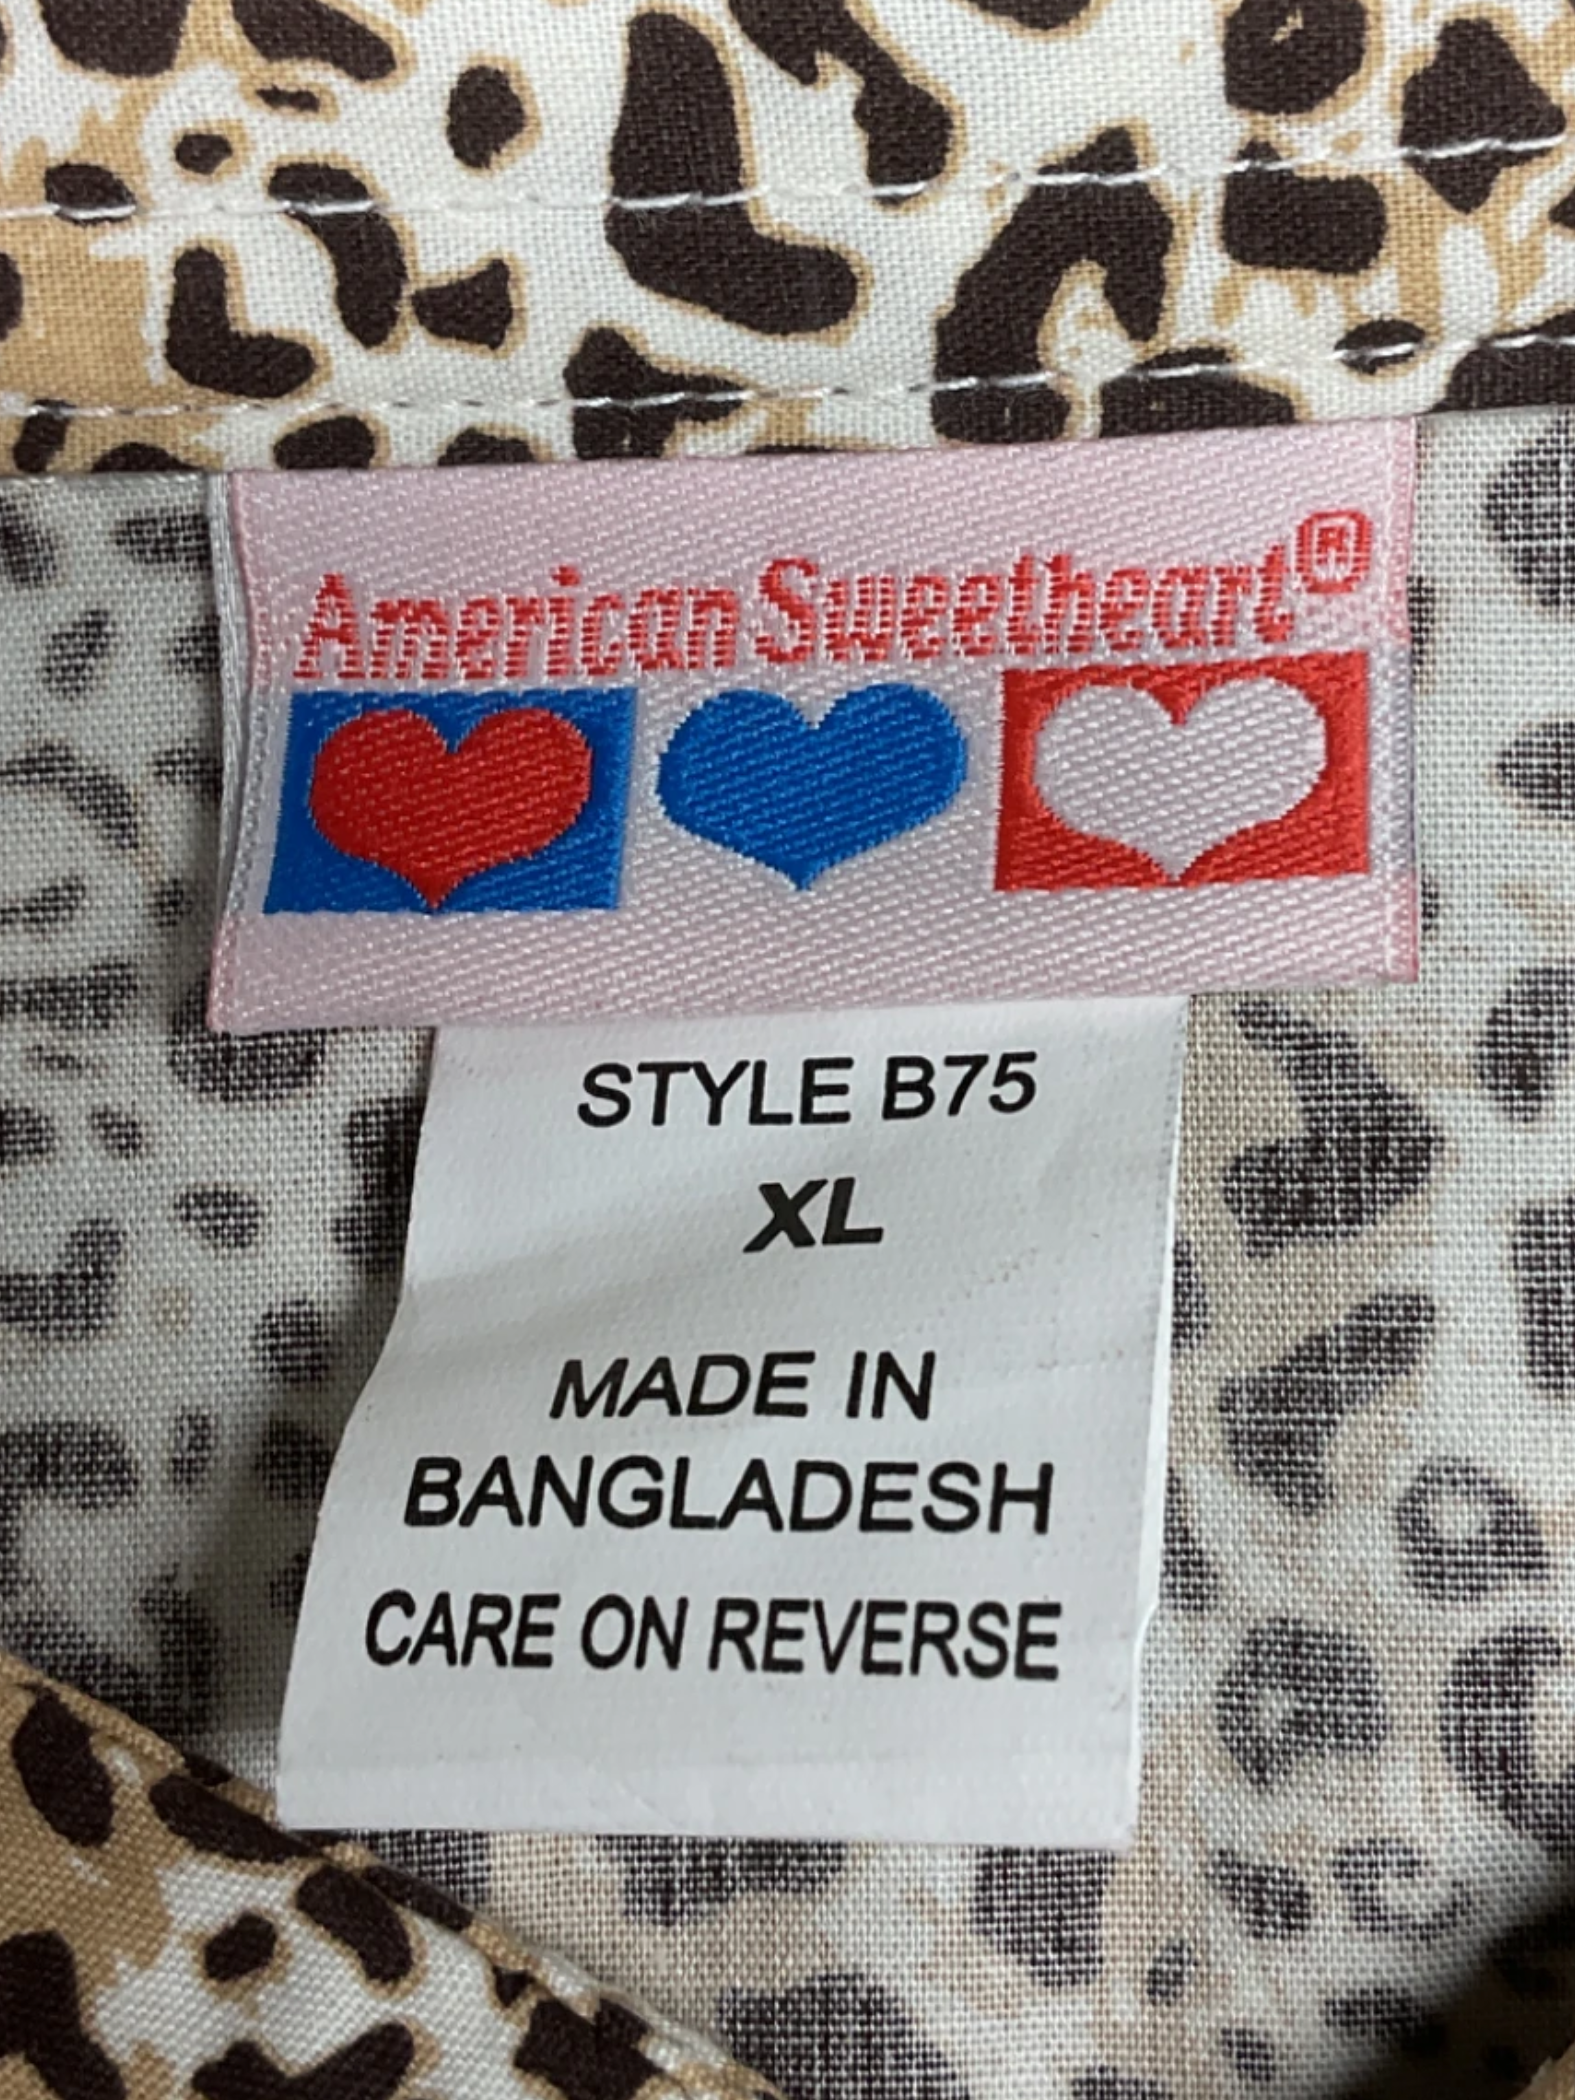 American Sweetheart®
STYLE B75
XL
MADE IN
BANGLADESH
CARE ON REVERSE